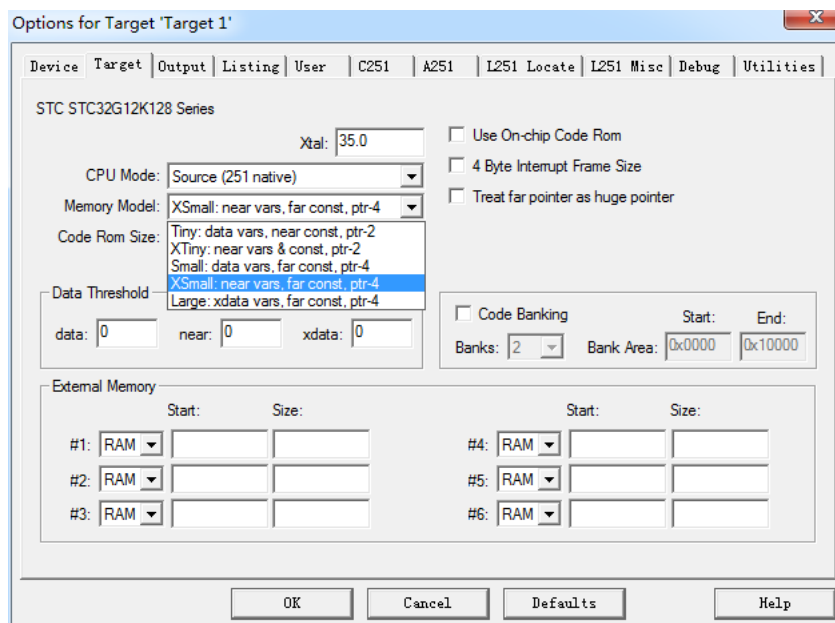 Options for Target 'Target 1'
Device Target Output Listing User C251 A251 L251 Locate L251 Misc Debug Utilities
STC STC32G12K128 Series
Xtal: 35.0
Use On-chip Code Rom
CPU Mode: Source (251 native)
4 Byte Interrupt Frame Size
Memory Model: XSmall: near vars, far const, ptr-4
Treat far pointer as huge pointer
Code Rom Size:
Tiny: data vars, near const, ptr-2
XTiny: near vars & const, ptr-2
Small: data vars, far const, ptr-4
XSmall: near vars, far const, ptr-4
Large: xdata vars, far const, ptr-4
Data Threshold
data: 0 near: 0 xdata: 0
Code Banking Start: End:
Banks: 2 Bank Area: 0x0000 0x10000
External Memory
Start: Size: Start: Size:
#1: RAM #4: RAM
#2: RAM #5: RAM
#3: RAM #6: RAM
OK Cancel Defaults Help